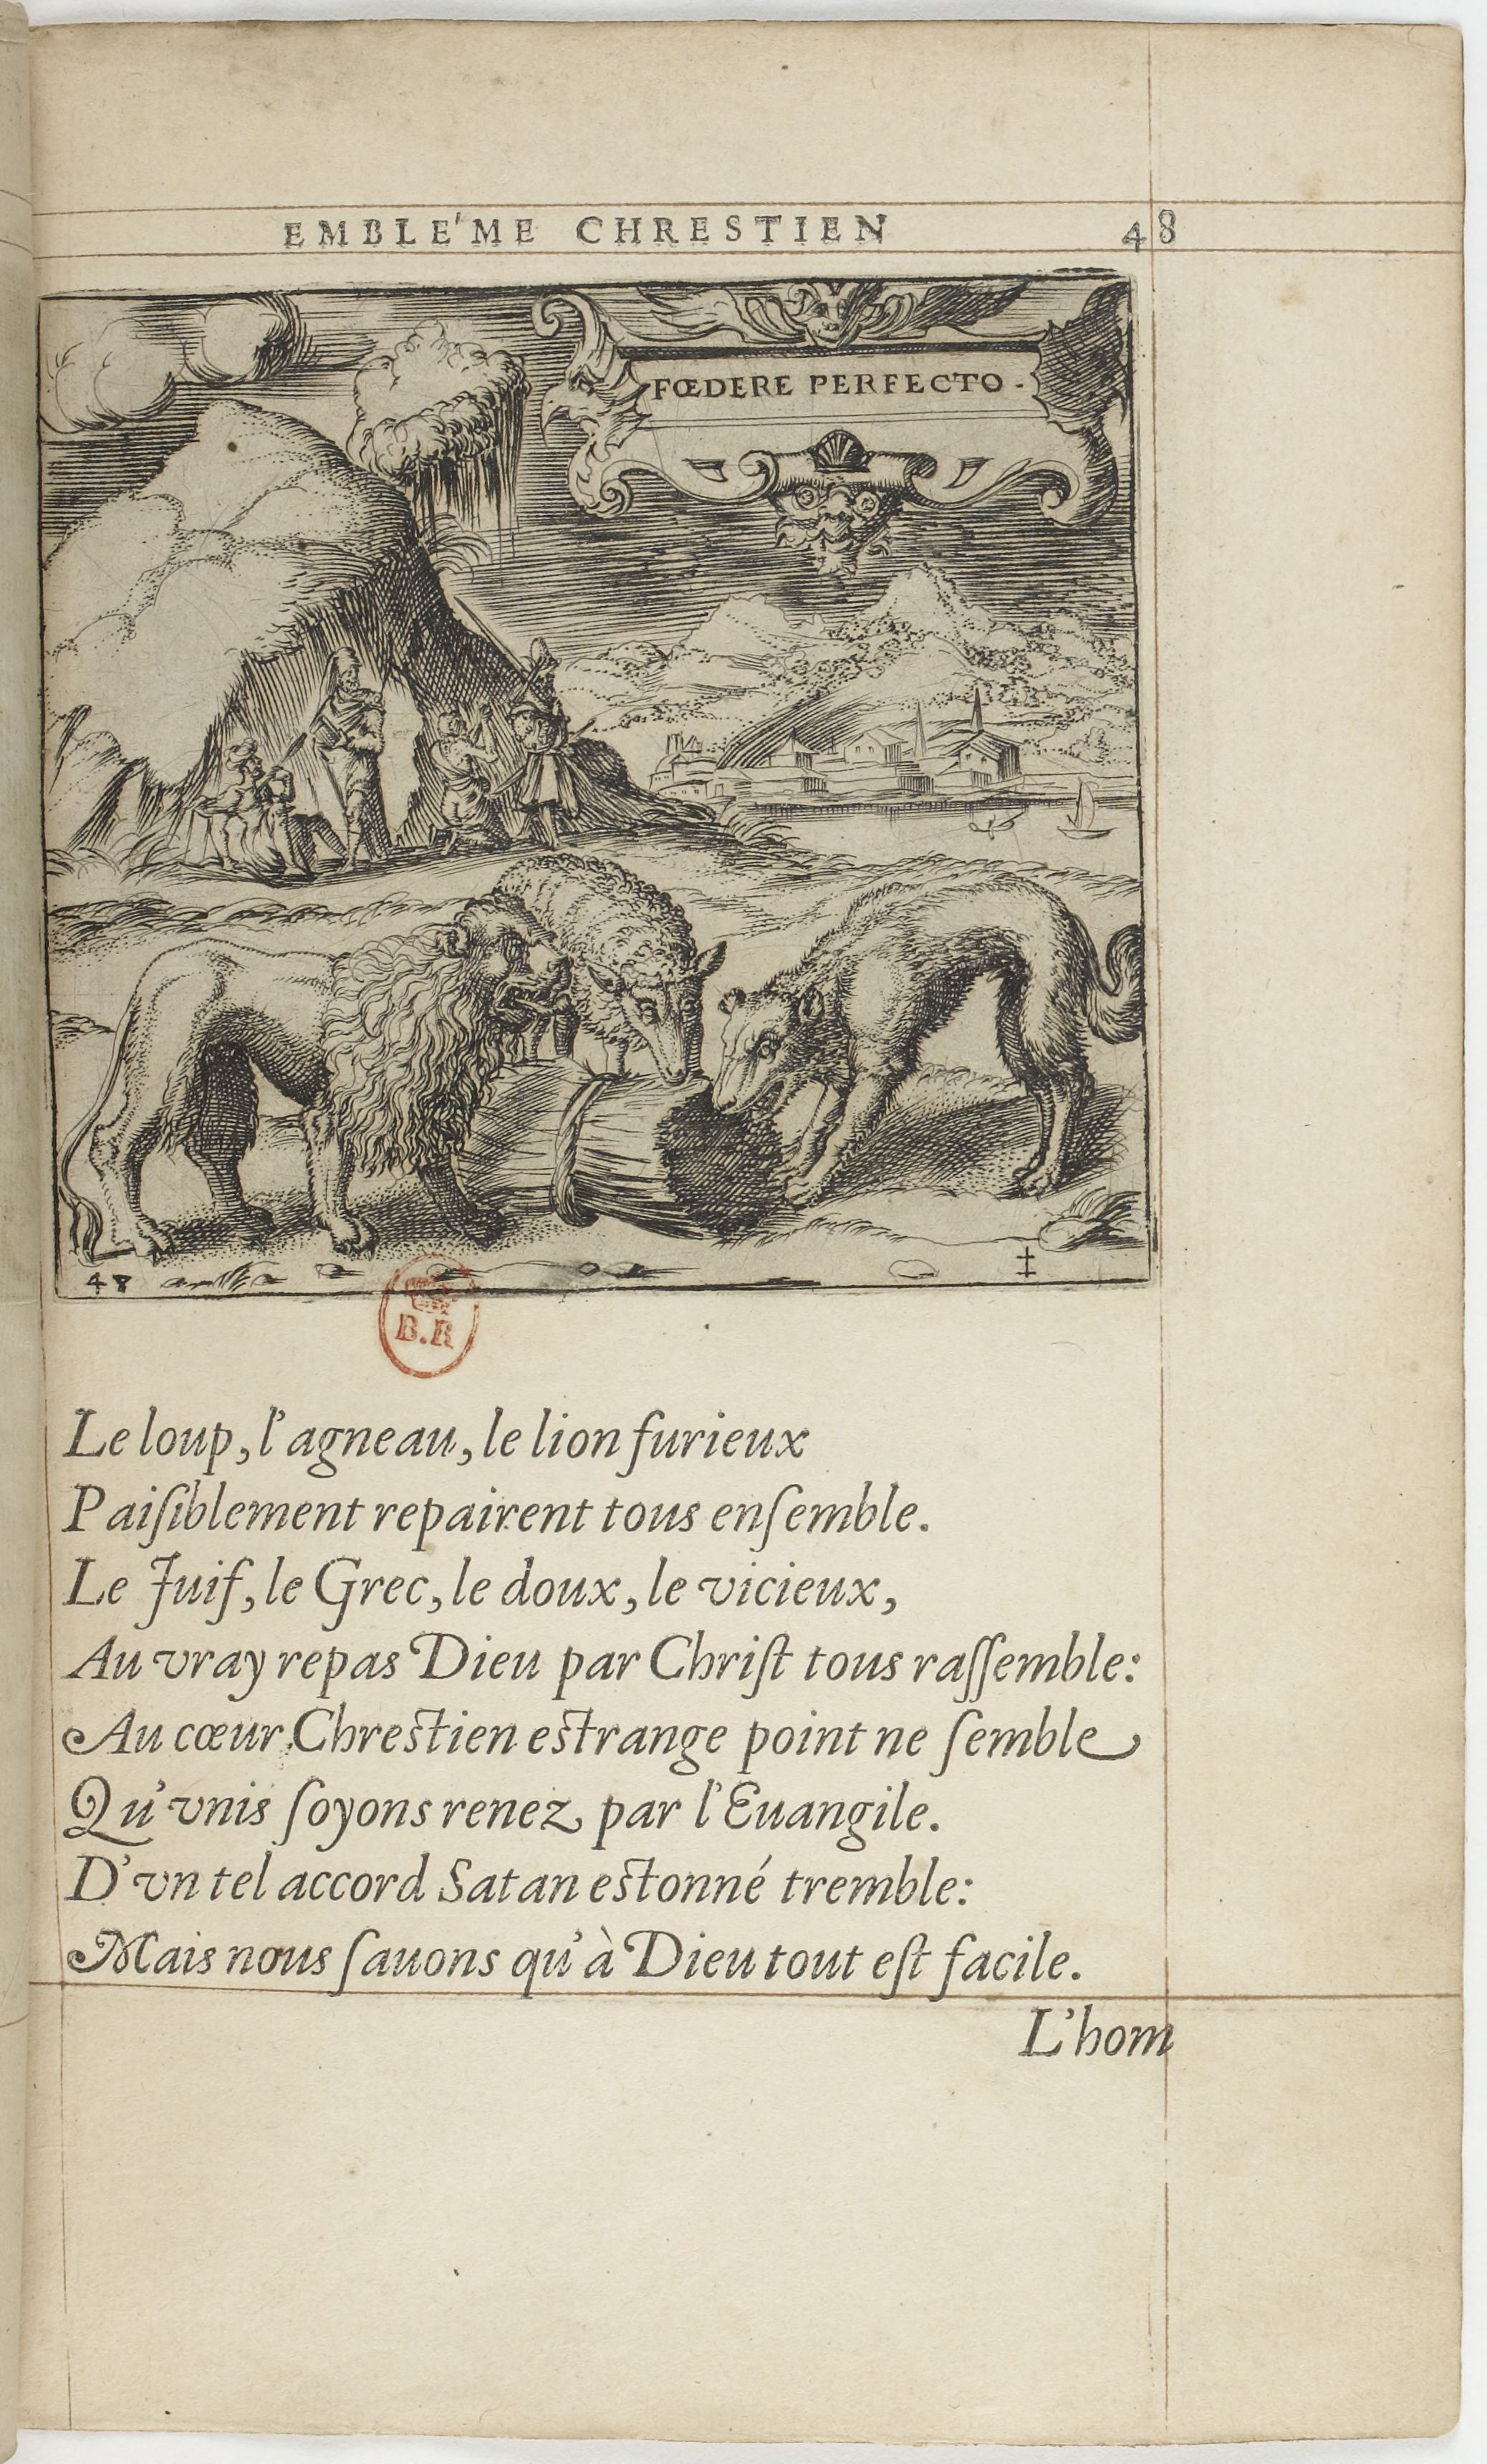 EMBLE'ME CHRESTIEN 48
FŒDERE PERFECTO.
48 ‡
B.R
Le loup, l'agneau, le lion furieux
Paiſiblement repairent tous enſemble.
Le Juif, le Grec, le doux, le vicieux,
Au vray repas Dieu par Chriſt tous raſſemble:
Au cœur Chreſtien eſtrange point ne ſemble
Qu'vnis ſoyons renez par l'Euangile.
D'vn tel accord Satan eſtonné tremble:
Mais nous ſauons qu'à Dieu tout eſt facile.
L'hom